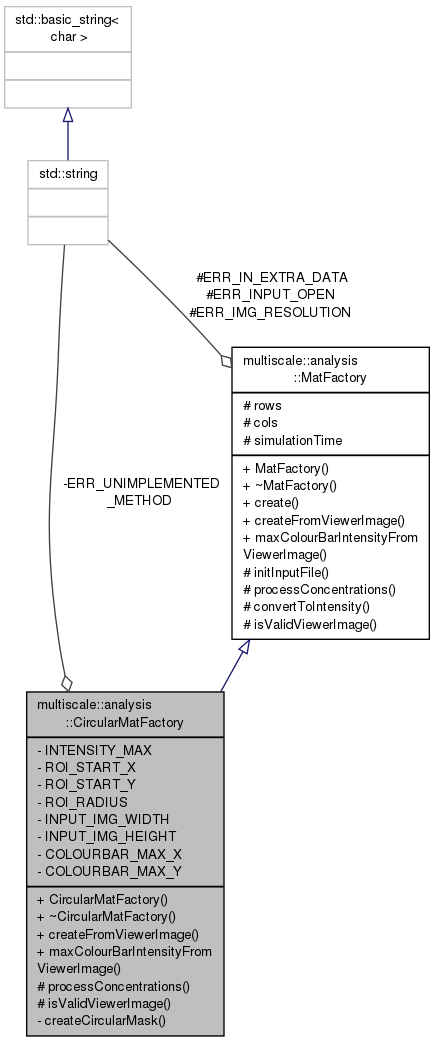 std::basic_string<
char >
std::string
#ERR_IN_EXTRA_DATA
#ERR_INPUT_OPEN
#ERR_IMG_RESOLUTION
multiscale::analysis
::MatFactory
# rows
# cols
# simulationTime
+ MatFactory()
+ ~MatFactory()
+ create()
+ createFromViewerImage()
+ maxColourBarIntensityFrom
ViewerImage()
# initInputFile()
# processConcentrations()
# convertToIntensity()
# isValidViewerImage()
-ERR_UNIMPLEMENTED
_METHOD
multiscale::analysis
::CircularMatFactory
- INTENSITY_MAX
- ROI_START_X
- ROI_START_Y
- ROI_RADIUS
- INPUT_IMG_WIDTH
- INPUT_IMG_HEIGHT
- COLOURBAR_MAX_X
- COLOURBAR_MAX_Y
+ CircularMatFactory()
+ ~CircularMatFactory()
+ createFromViewerImage()
+ maxColourBarIntensityFrom
ViewerImage()
# processConcentrations()
# isValidViewerImage()
- createCircularMask()